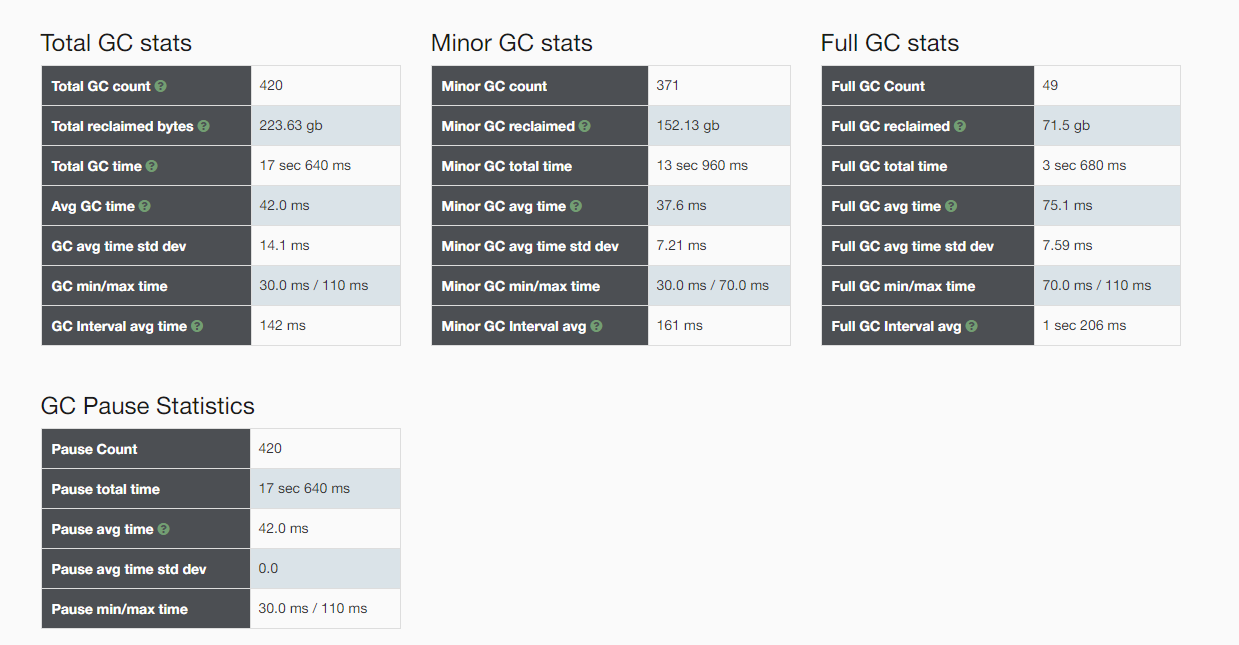 Total GC stats
Total GC count 420
Total reclaimed bytes 223.63 gb
Total GC time 17 sec 640 ms
Avg GC time 42.0 ms
GC avg time std dev 14.1 ms
GC min/max time 30.0 ms / 110 ms
GC Interval avg time 142 ms
Minor GC stats
Minor GC count 371
Minor GC reclaimed 152.13 gb
Minor GC total time 13 sec 960 ms
Minor GC avg time 37.6 ms
Minor GC avg time std dev 7.21 ms
Minor GC min/max time 30.0 ms / 70.0 ms
Minor GC Interval avg 161 ms
Full GC stats
Full GC Count 49
Full GC reclaimed 71.5 gb
Full GC total time 3 sec 680 ms
Full GC avg time 75.1 ms
Full GC avg time std dev 7.59 ms
Full GC min/max time 70.0 ms / 110 ms
Full GC Interval avg 1 sec 206 ms
GC Pause Statistics
Pause Count 420
Pause total time 17 sec 640 ms
Pause avg time 42.0 ms
Pause avg time std dev 0.0
Pause min/max time 30.0 ms / 110 ms